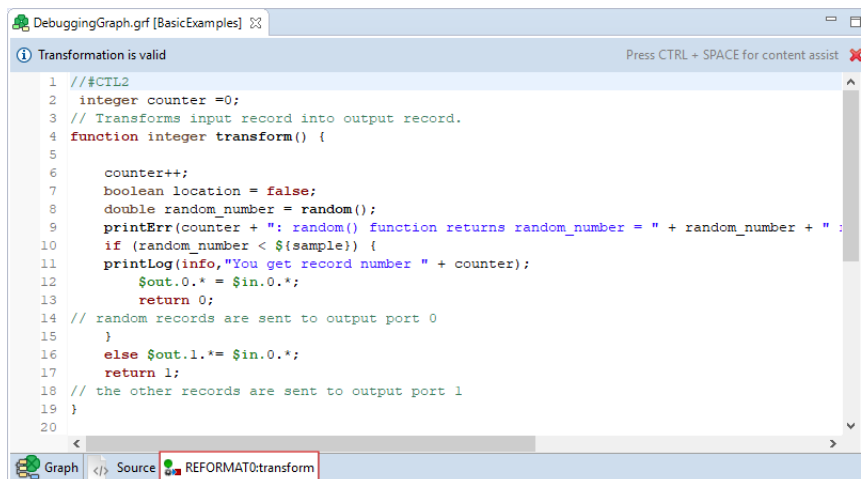 DebuggingGraph.grf [BasicExamples]
Transformation is valid
Press CTRL + SPACE for content assist
1 //#CTL2
2 integer counter =0;
3 // Transforms input record into output record.
4 function integer transform() {
5
6 counter++;
7 boolean location = false;
8 double random_number = random();
9 printErr(counter + ": random() function returns random_number = " + random_number + "
10 if (random_number < ${sample}) {
11 printLog(info,"You get record number " + counter);
12 $out.0.* = $in.0.*;
13 return 0;
14 // random records are sent to output port 0
15 }
16 else $out.1.*= $in.0.*;
17 return 1;
18 // the other records are sent to output port 1
19 }
20
Graph </> Source REFORMAT0:transform